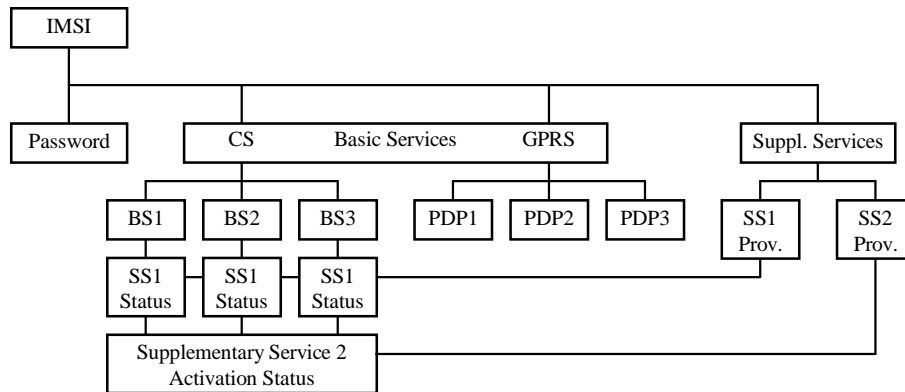 IMSI
Password
CS Basic Services GPRS
Suppl. Services
BS1
BS2
BS3
PDP1
PDP2
PDP3
SS1
Prov.
SS2
Prov.
SS1
Status
SS1
Status
SS1
Status
Supplementary Service 2
Activation Status